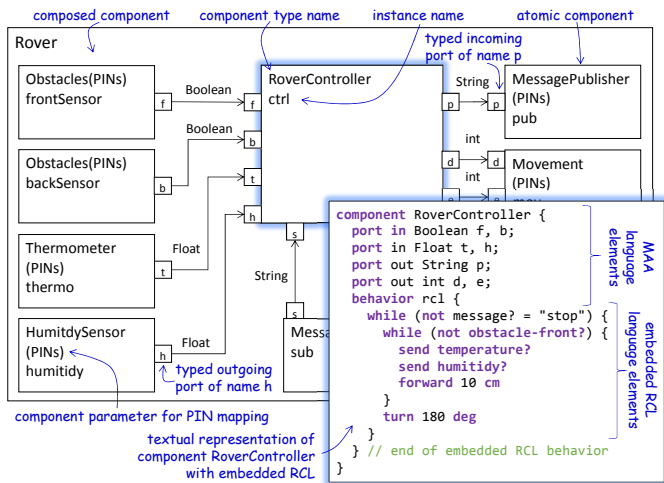 composed component
component type name
instance name
atomic component
Rover
typed incoming
port of name p
Obstacles(PINs)
frontSensor
f
Boolean
f
RoverController
ctrl
p
String
p
MessagePublisher
(PINs)
pub
Obstacles(PINs)
backSensor
b
Boolean
b
d
int
d
Movement
(PINs)
int
t
h
Thermometer
(PINs)
thermo
t
Float
s
String
s
HumitdySensor
(PINs)
humitidy
h
Float
sub
typed outgoing
port of name h
component parameter for PIN mapping
textual representation of
component RoverController
with embedded RCL
component RoverController {
port in Boolean f, b;
port in Float t, h;
port out String p;
port out int d, e;
behavior rcl {
while (not message? = "stop") {
while (not obstacle-front?) {
send temperature?
send humidity?
forward 10 cm
}
turn 180 deg
}
} // end of embedded RCL behavior
}
MAA
language
elements
embedded RCL
language elements